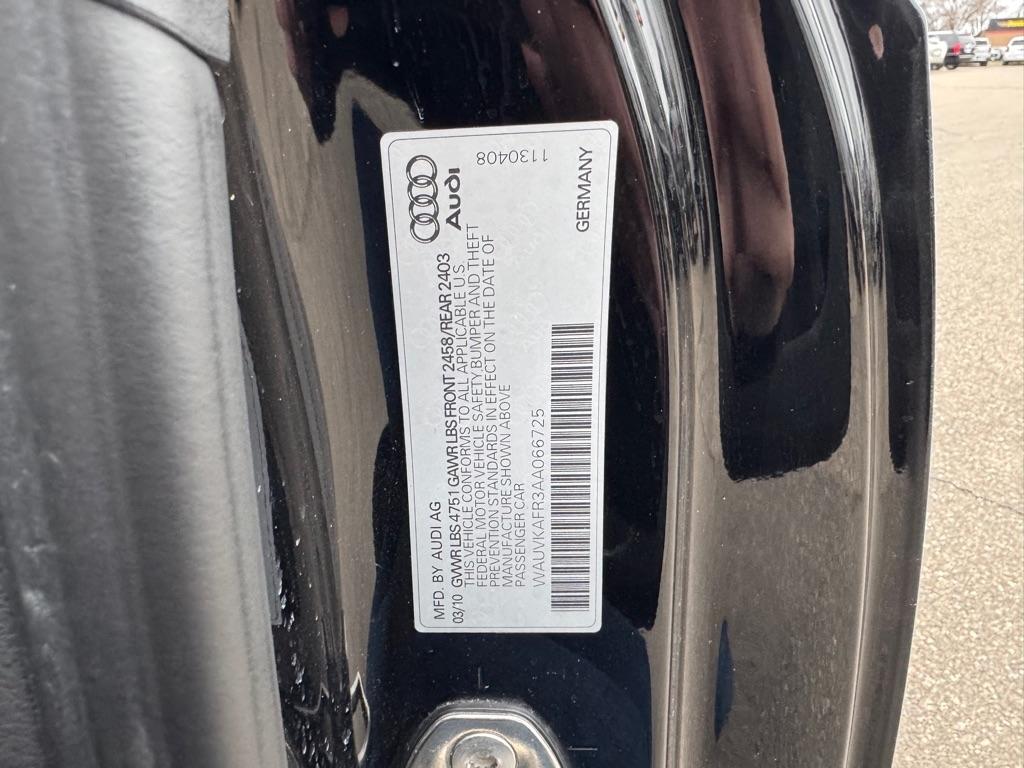 MFD. BY AUDI AG
03/10 GVWR LBS 4751 GAWR LBS FRONT 2458/REAR 2403
THIS VEHICLE CONFORMS TO ALL APPLICABLE U.S.
FEDERAL MOTOR VEHICLE SAFETY, BUMPER AND THEFT
PREVENTION STANDARDS IN EFFECT ON THE DATE OF
MANUFACTURE SHOWN ABOVE
PASSENGER CAR
WAUVKAFR3AA066725
Audi
1130408
GERMANY